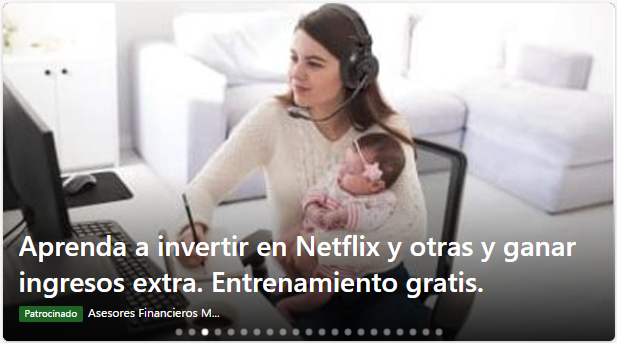 Aprenda a invertir en Netflix y otras y ganar
ingresos extra. Entrenamiento gratis.
Patrocinado Asesores Financieros M...